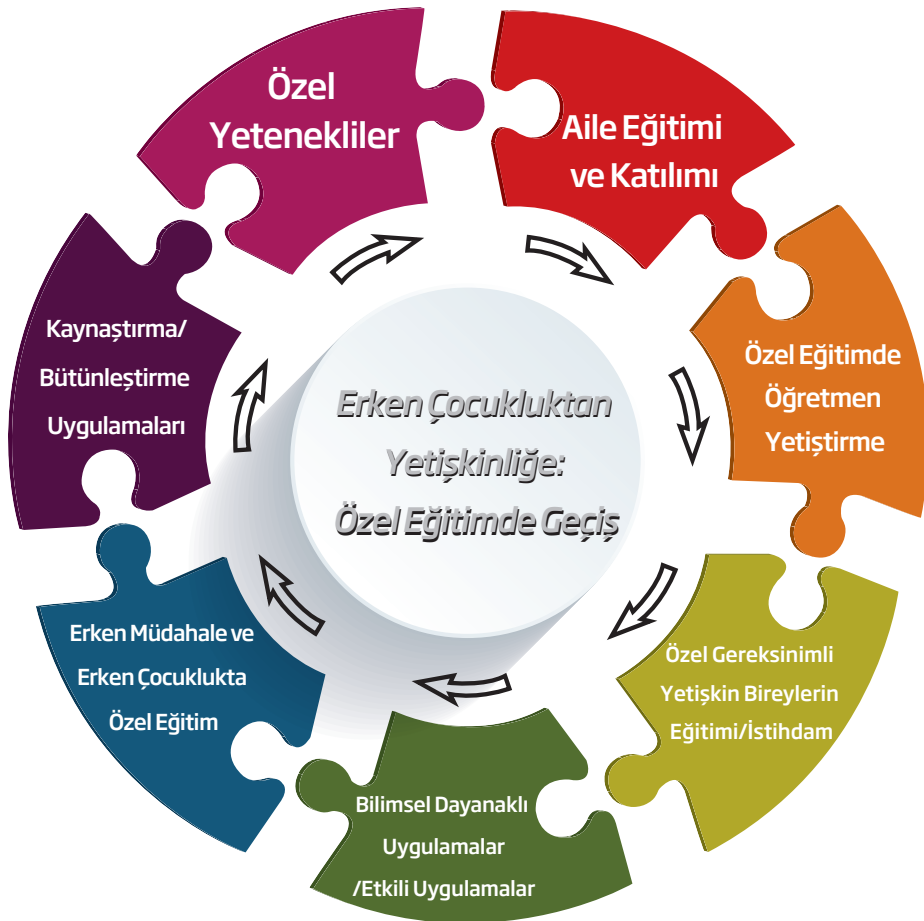 Özel
Yetenekliler
Aile Eğitimi
ve Katılımı
Özel Eğitimde
Öğretmen
Yetiştirme
Özel Gereksinimli
Yetişkin Bireylerin
Eğitimi/İstihdam
Bilimsel Dayanaklı
Uygulamalar
/Etkili Uygulamalar
Erken Müdahale ve
Erken Çocuklukta
Özel Eğitim
Kaynaştırma/
Bütünleştirme
Uygulamaları
Erken Çocukluktan
Yetişkinliğe:
Özel Eğitimde Geçiş